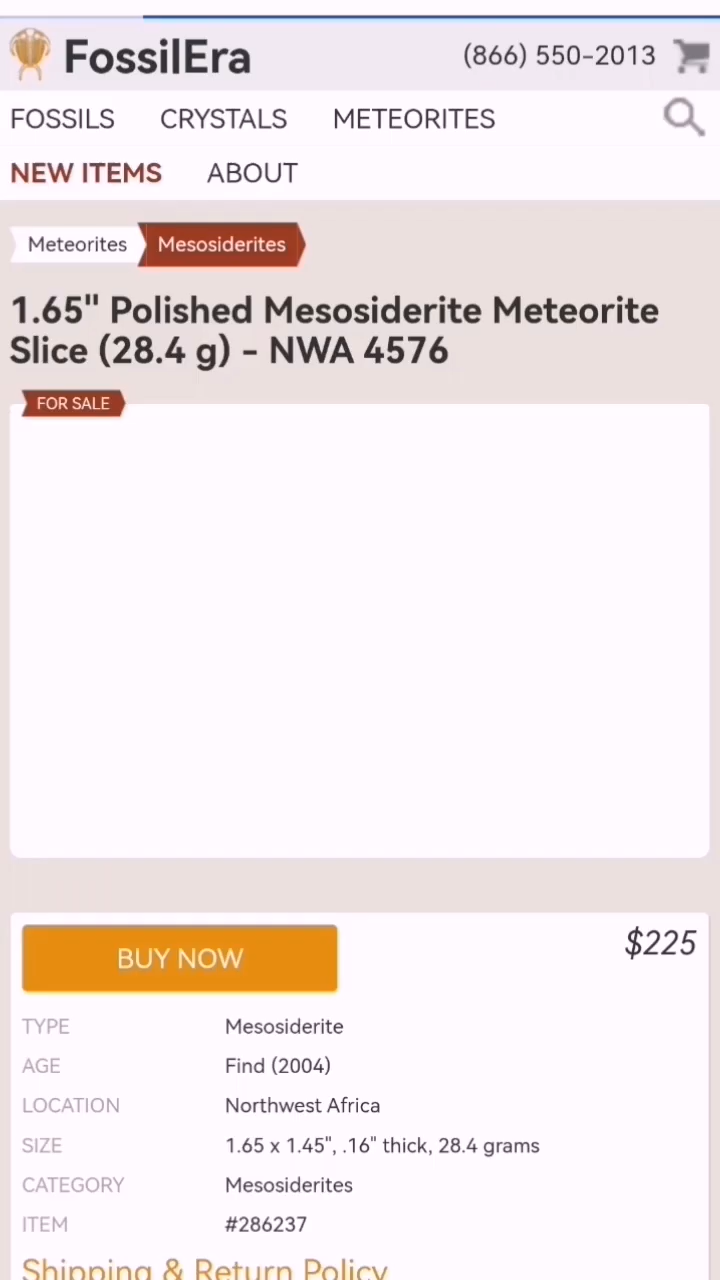 FossilEra
(866) 550-2013
FOSSILS CRYSTALS METEORITES
NEW ITEMS ABOUT
Meteorites Mesosiderites
1.65" Polished Mesosiderite Meteorite
Slice (28.4 g) - NWA 4576
FOR SALE
BUY NOW
$225
TYPE Mesosiderite
AGE Find (2004)
LOCATION Northwest Africa
SIZE 1.65 x 1.45", .16" thick, 28.4 grams
CATEGORY Mesosiderites
ITEM #286237
Shipping & Return Policy